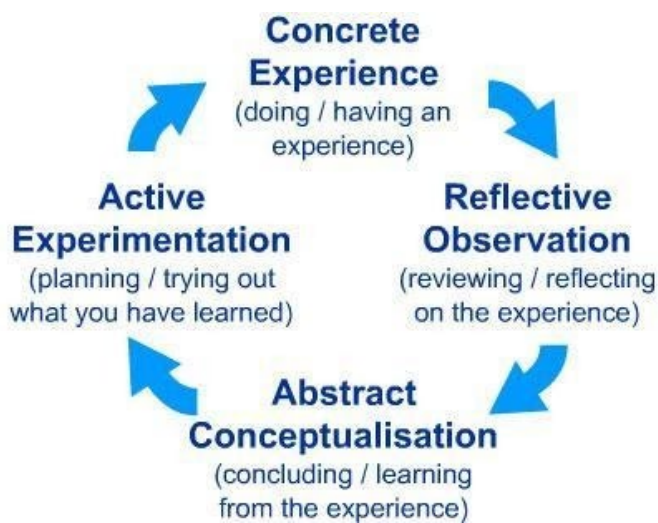 Concrete
Experience
(doing / having an
experience)
Reflective
Observation
(reviewing / reflecting
on the experience)
Abstract
Conceptualisation
(concluding / learning
from the experience)
Active
Experimentation
(planning / trying out
what you have learned)